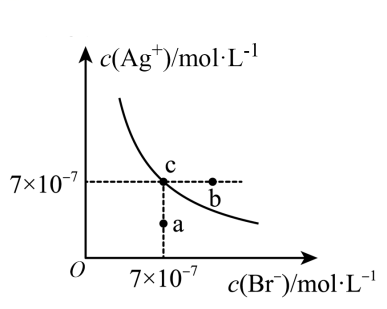 c(Ag⁺)/mol·L⁻¹
c
7×10⁻⁷
b
a
O
7×10⁻⁷
c(Br⁻)/mol·L⁻¹